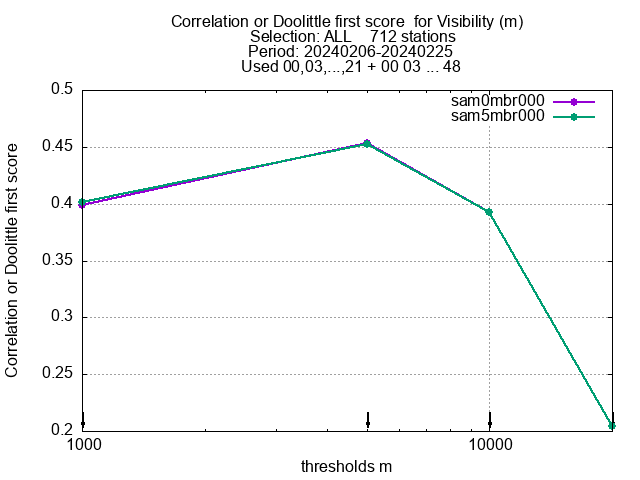 Correlation or Doolittle first score  for Visibility (m)
Selection: ALL    712 stations
Period: 20240206-20240225
Used 00,03,...,21 + 00 03 ... 48
sam0mbr000
sam5mbr000
Correlation or Doolittle first score
0.5
0.45
0.4
0.35
0.3
0.25
0.2
1000
10000
thresholds m